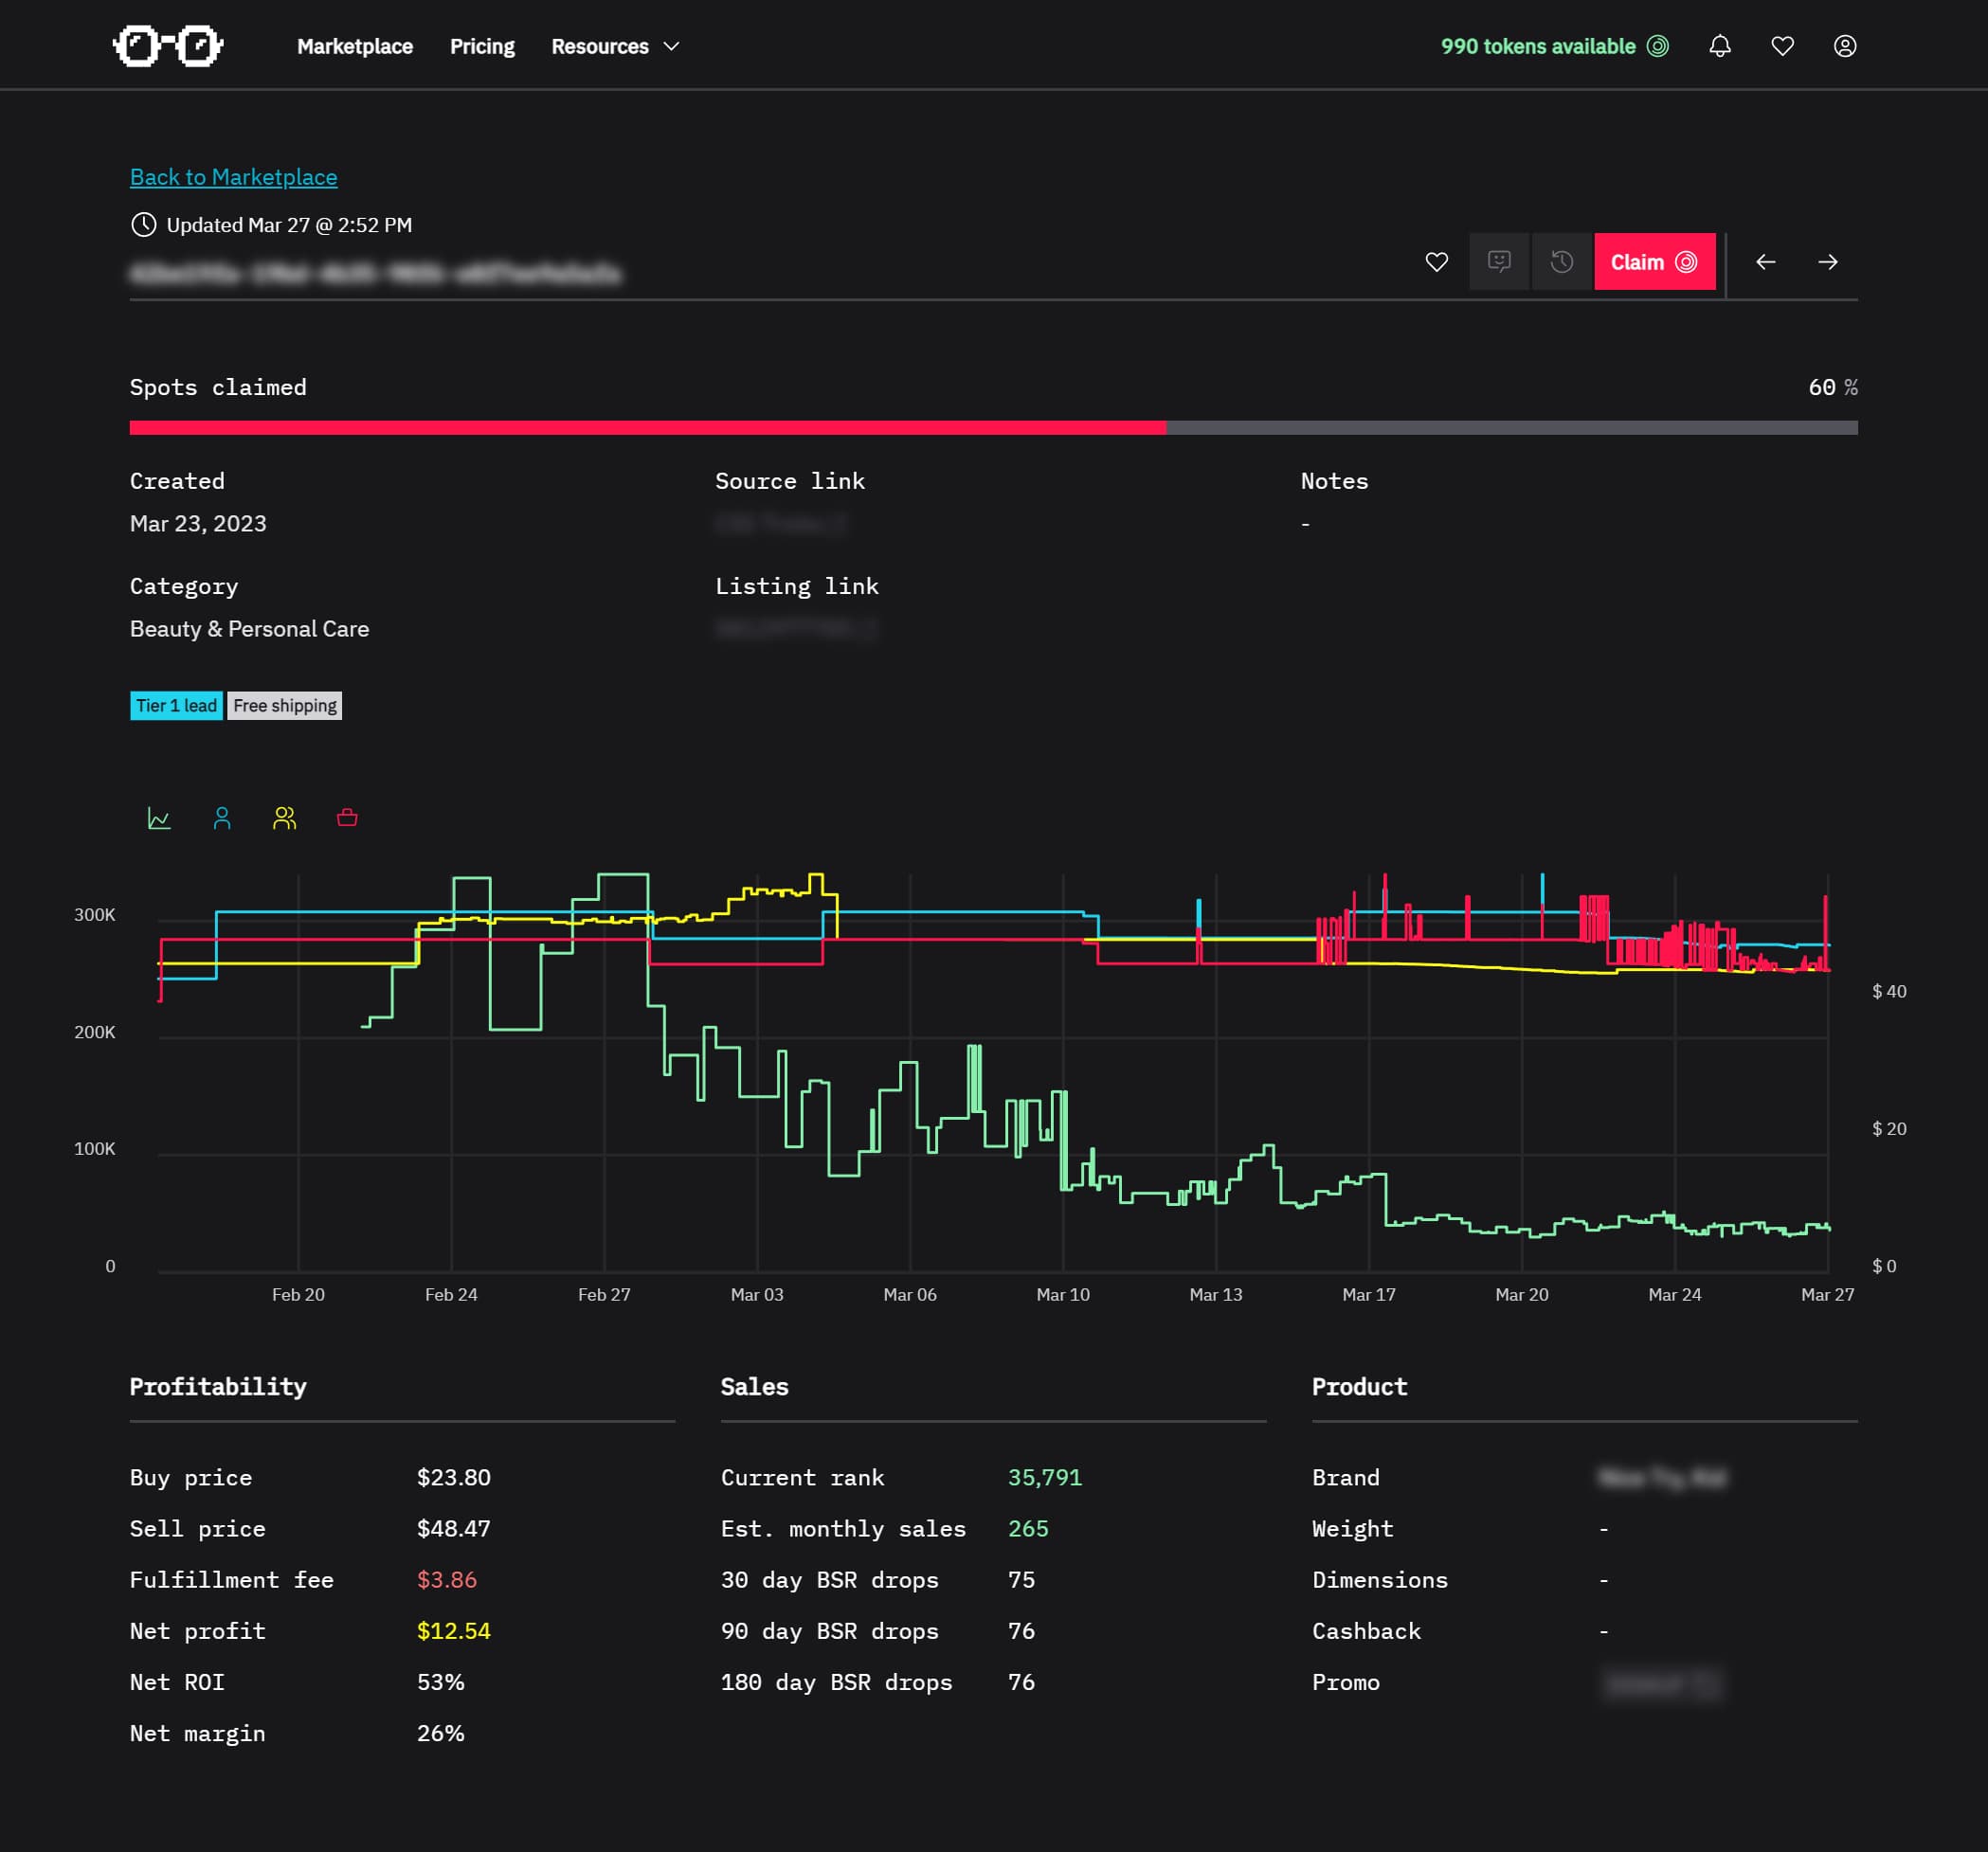 Marketplace Pricing Resources 990 tokens available
Back to Marketplace
Updated Mar 27 @ 2:52 PM
Claim
Spots claimed 60 %
Created Source link Notes
Mar 23, 2023 -
Category Listing link
Beauty & Personal Care
Tier 1 lead Free shipping
300K
200K
100K
0
$ 40
$ 20
$ 0
Feb 20 Feb 24 Feb 27 Mar 03 Mar 06 Mar 10 Mar 13 Mar 17 Mar 20 Mar 24 Mar 27
Profitability
Buy price $23.80
Sell price $48.47
Fulfillment fee $3.86
Net profit $12.54
Net ROI 53%
Net margin 26%
Sales
Current rank 35,791
Est. monthly sales 265
30 day BSR drops 75
90 day BSR drops 76
180 day BSR drops 76
Product
Brand
Weight -
Dimensions -
Cashback -
Promo